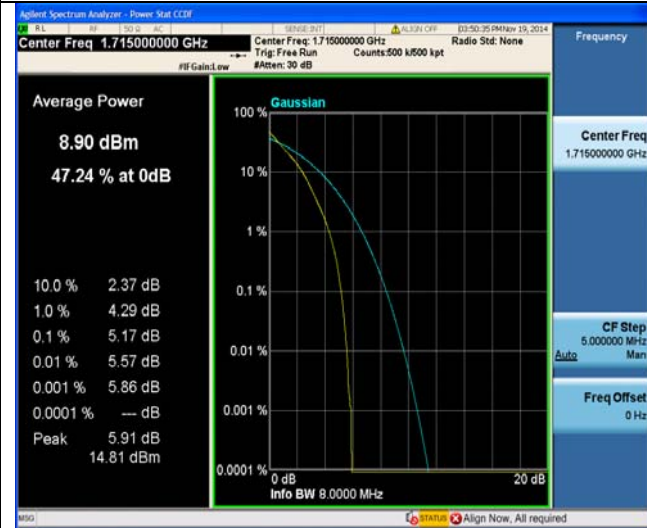 Agilent Spectrum Analyzer - Power Stat CCDF
RL RF 50 Ω AC SENSE:INT ALIGN OFF 03:50:35 PM Nov 19, 2014
Center Freq 1.715000000 GHz
Center Freq: 1.715000000 GHz Radio Std: None
Trig: Free Run Counts:500 k/500 kpt
#IFGain:Low #Atten: 30 dB
Frequency
Average Power
8.90 dBm
47.24 % at 0dB
10.0 % 2.37 dB
1.0 % 4.29 dB
0.1 % 5.17 dB
0.01 % 5.57 dB
0.001 % 5.86 dB
0.0001 % --- dB
Peak 5.91 dB
14.81 dBm
Gaussian
100 %
10 %
1 %
0.1 %
0.01 %
0.001 %
0.0001 %
0 dB 20 dB
Info BW 8.0000 MHz
Center Freq
1.715000000 GHz
CF Step
5.000000 MHz
Auto Man
Freq Offset
0 Hz
MSG STATUS Align Now, All required